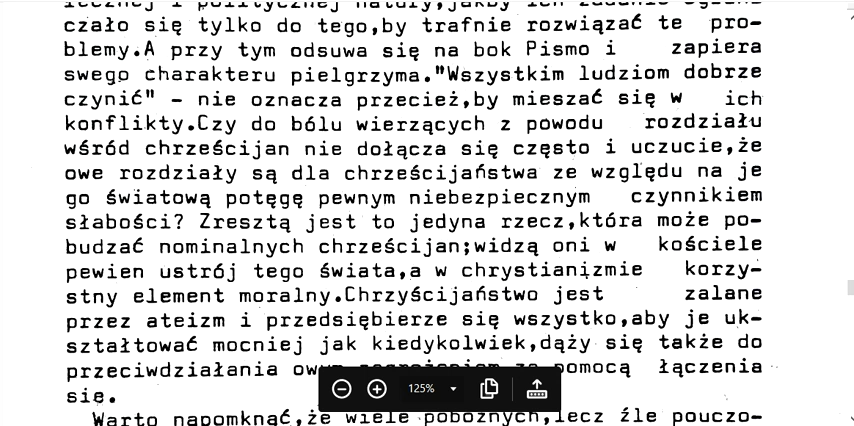 czało się tylko do tego,by trafnie rozwiązać te pro-
blemy.A przy tym odsuwa się na bok Pismo i zapiera
swego charakteru pielgrzyma."Wszystkim ludziom dobrze
czynić" - nie oznacza przecież,by mieszać się w ich
konflikty.Czy do bólu wierzących z powodu rozdziału
wśród chrześcijan nie dołącza się często i uczucie,że
owe rozdziały są dla chrześcijaństwa ze względu na je
go światową potęgę pewnym niebezpiecznym czynnikiem
słabości? Zresztą jest to jedyna rzecz,która może po-
budzać nominalnych chrześcijan;widzą oni w kościele
pewien ustrój tego świata,a w chrystianizmie korzy-
stny element moralny.Chrzyścijaństwo jest zalane
przez ateizm i przedsiębierze się wszystko,aby je uk-
ształtować mocniej jak kiedykolwiek,dąży się także do
przeciwdziałania pomocą łączenia
się.
125%
Warto napomknąć,że wiele pobożnych,lecz źle pouczo-